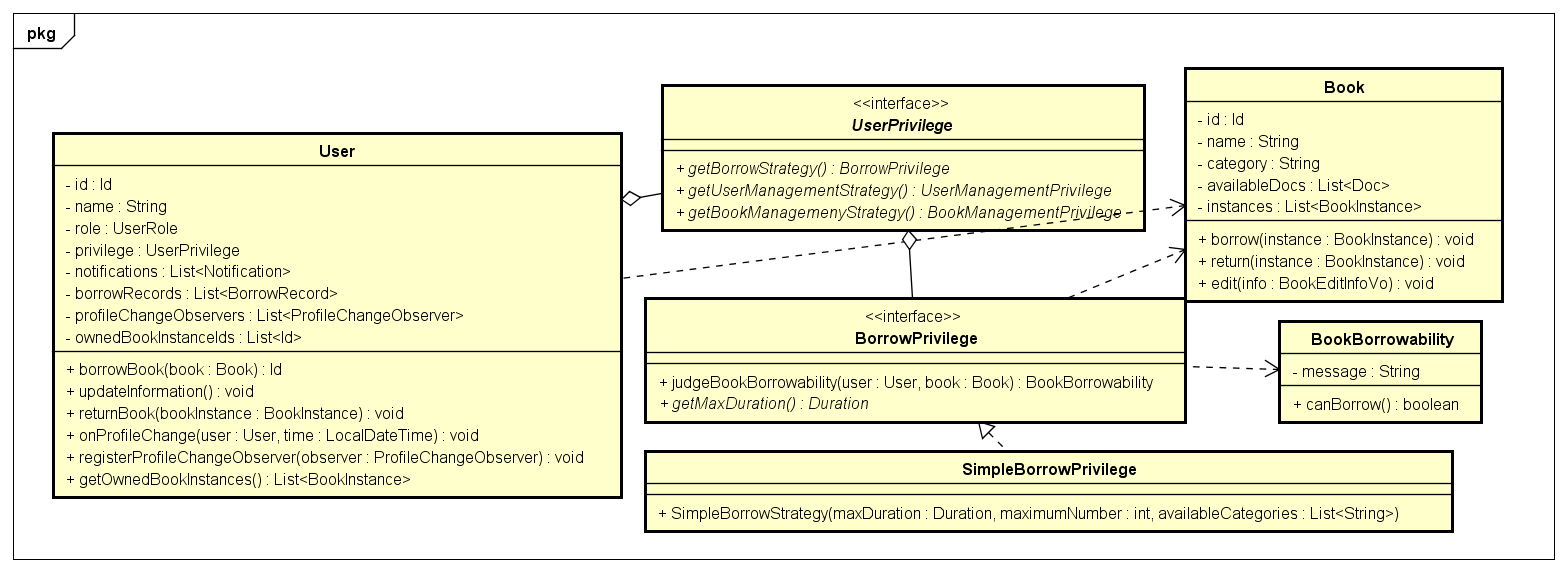 pkg
User
- id : Id
- name : String
- role : UserRole
- privilege : UserPrivilege
- notifications : List<Notification>
- borrowRecords : List<BorrowRecord>
- profileChangeObservers : List<ProfileChangeObserver>
- ownedBookInstanceIds : List<Id>
+ borrowBook(book : Book) : Id
+ updateInformation() : void
+ returnBook(bookInstance : BookInstance) : void
+ onProfileChange(user : User, time : LocalDateTime) : void
+ registerProfileChangeObserver(observer : ProfileChangeObserver) : void
+ getOwnedBookInstances() : List<BookInstance>
<<interface>>
UserPrivilege
+ getBorrowStrategy() : BorrowPrivilege
+ getUserManagementStrategy() : UserManagementPrivilege
+ getBookManagemenyStrategy() : BookManagementPrivilege
Book
- id : Id
- name : String
- category : String
- availableDocs : List<Doc>
- instances : List<BookInstance>
+ borrow(instance : BookInstance) : void
+ return(instance : BookInstance) : void
+ edit(info : BookEditInfoVo) : void
<<interface>>
BorrowPrivilege
+ judgeBookBorrowability(user : User, book : Book) : BookBorrowability
+ getMaxDuration() : Duration
BookBorrowability
- message : String
+ canBorrow() : boolean
SimpleBorrowPrivilege
+ SimpleBorrowStrategy(maxDuration : Duration, maximumNumber : int, availableCategories : List<String>)